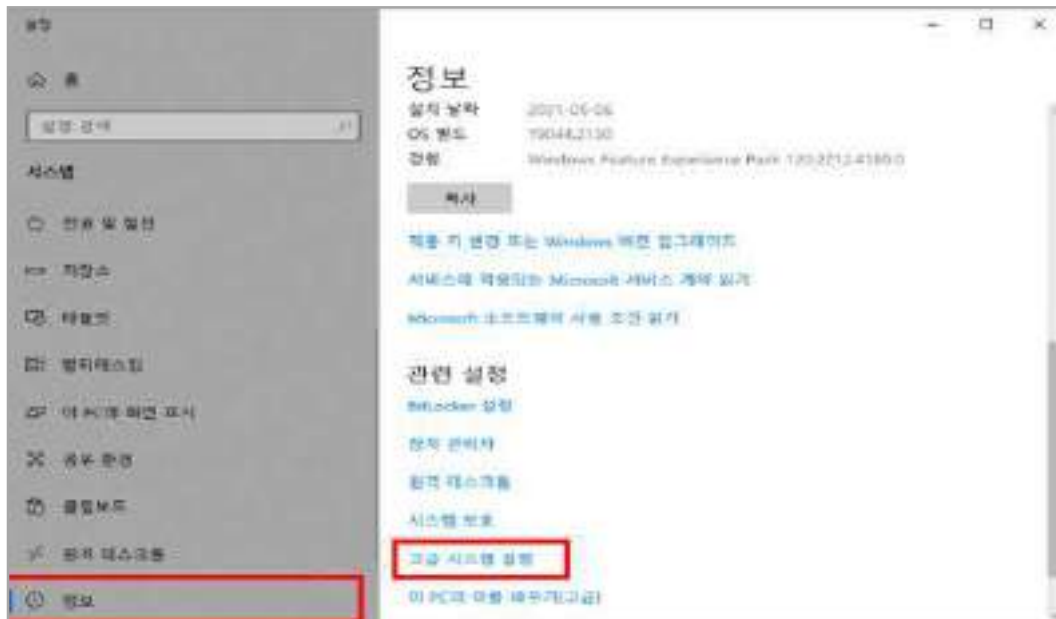 설정
홈
설정 검색
시스템
전원 및 절전
저장소
태블릿
멀티태스킹
이 PC에 화면 표시
공유 환경
클립보드
원격 데스크톱
정보
정보
설치 날짜 2021-05-06
OS 빌드 19044.2130
경험 Windows Feature Experience Pack 120.2212.4180.0
복사
제품 키 변경 또는 Windows 버전 업그레이드
서비스에 적용되는 Microsoft 서비스 계약 읽기
Microsoft 소프트웨어 사용 조건 읽기
관련 설정
BitLocker 설정
장치 관리자
원격 데스크톱
시스템 보호
고급 시스템 설정
이 PC의 이름 바꾸기(고급)